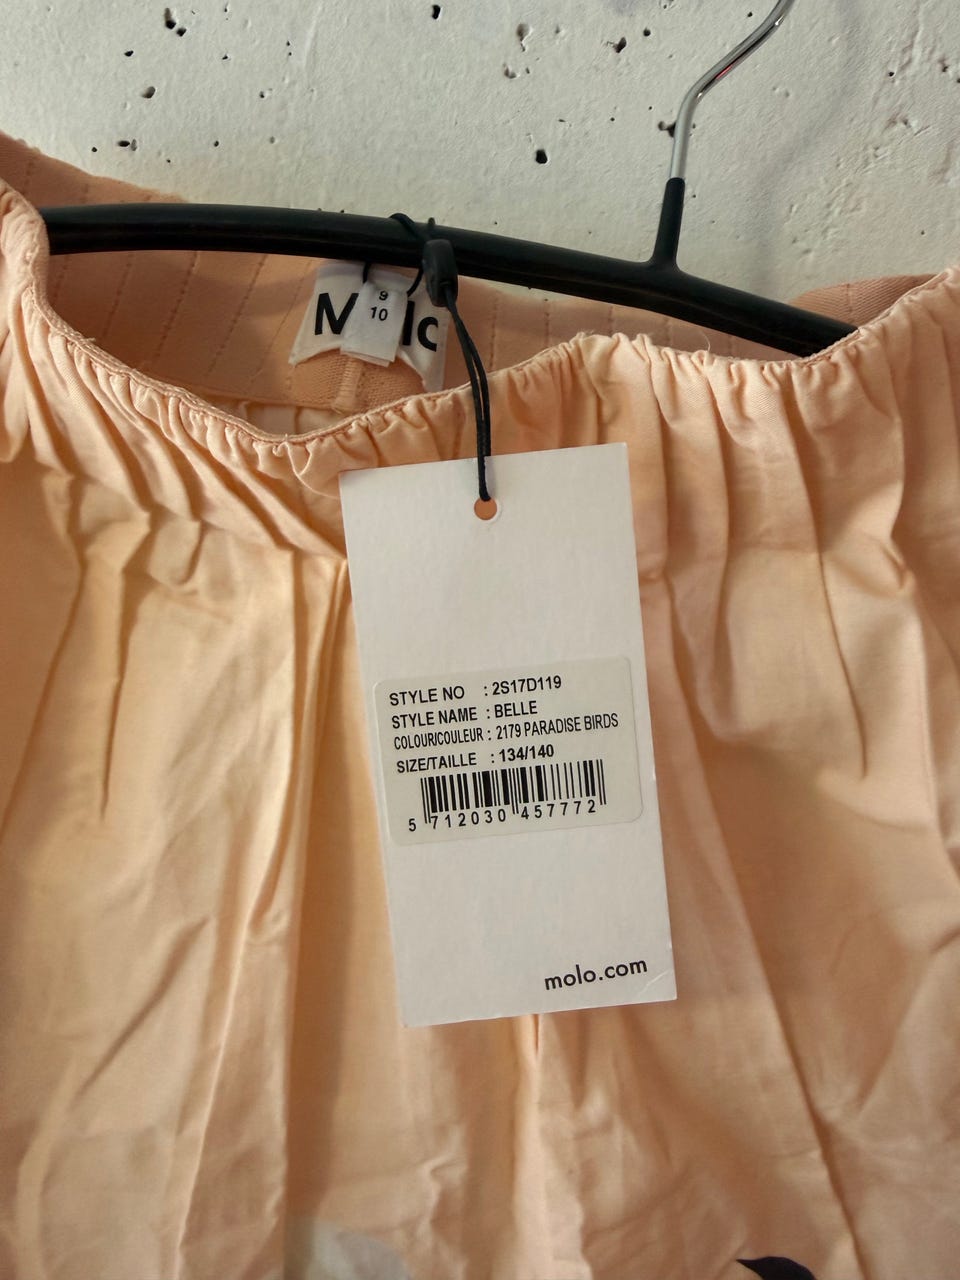 9
10
STYLE NO : 2S17D119
STYLE NAME : BELLE
COLOUR/COULEUR : 2179 PARADISE BIRDS
SIZE/TAILLE : 134/140
5 712030 457772
molo.com